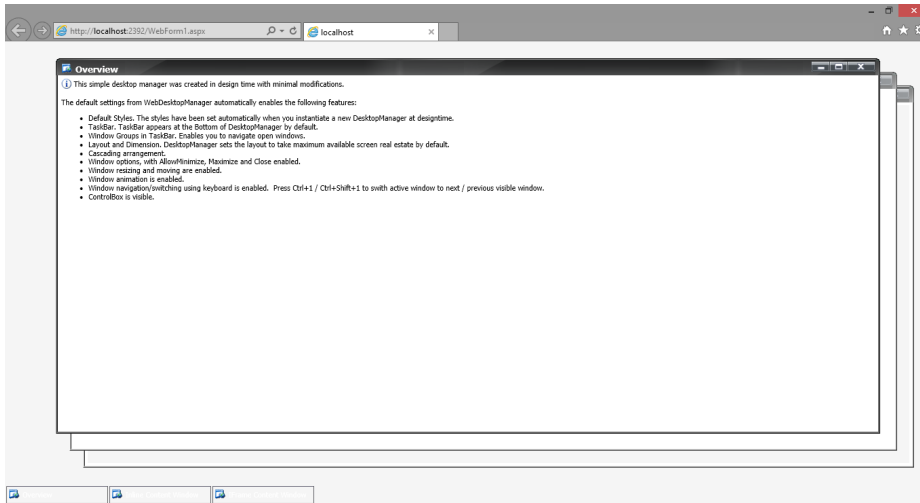 http://localhost:2392/WebForm1.aspx
localhost
Overview
This simple desktop manager was created in design time with minimal modifications.
The default settings from WebDesktopManager automatically enables the following features:
Default Styles. The styles have been set automatically when you instantiate a new DesktopManager at designtime.
TaskBar. TaskBar appears at the Bottom of DesktopManager by default.
Window Groups in TaskBar. Enables you to navigate open windows.
Layout and Dimension. DesktopManager sets the layout to take maximum available screen real estate by default.
Cascading arrangement.
Window options, with AllowMinimize, Maximize and Close enabled.
Window resizing and moving are enabled.
Window animation is enabled.
Window navigation/switching using keyboard is enabled. Press Ctrl+1 / Ctrl+Shift+1 to swith active window to next / previous visible window.
ControlBox is visible.